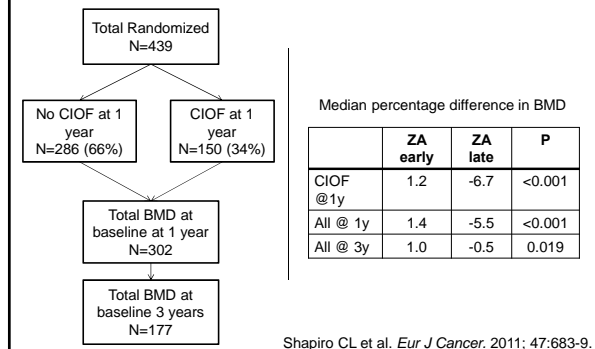 Total Randomized
N=439
No CIOF at 1
year
N=286 (66%)
CIOF at 1
year
N=150 (34%)
Total BMD at
baseline at 1 year
N=302
Total BMD at
baseline 3 years
N=177
Median percentage difference in BMD
ZA early ZA late P
CIOF @1y 1.2 -6.7 <0.001
All @ 1y 1.4 -5.5 <0.001
All @ 3y 1.0 -0.5 0.019
Shapiro CL et al. Eur J Cancer. 2011; 47:683-9.